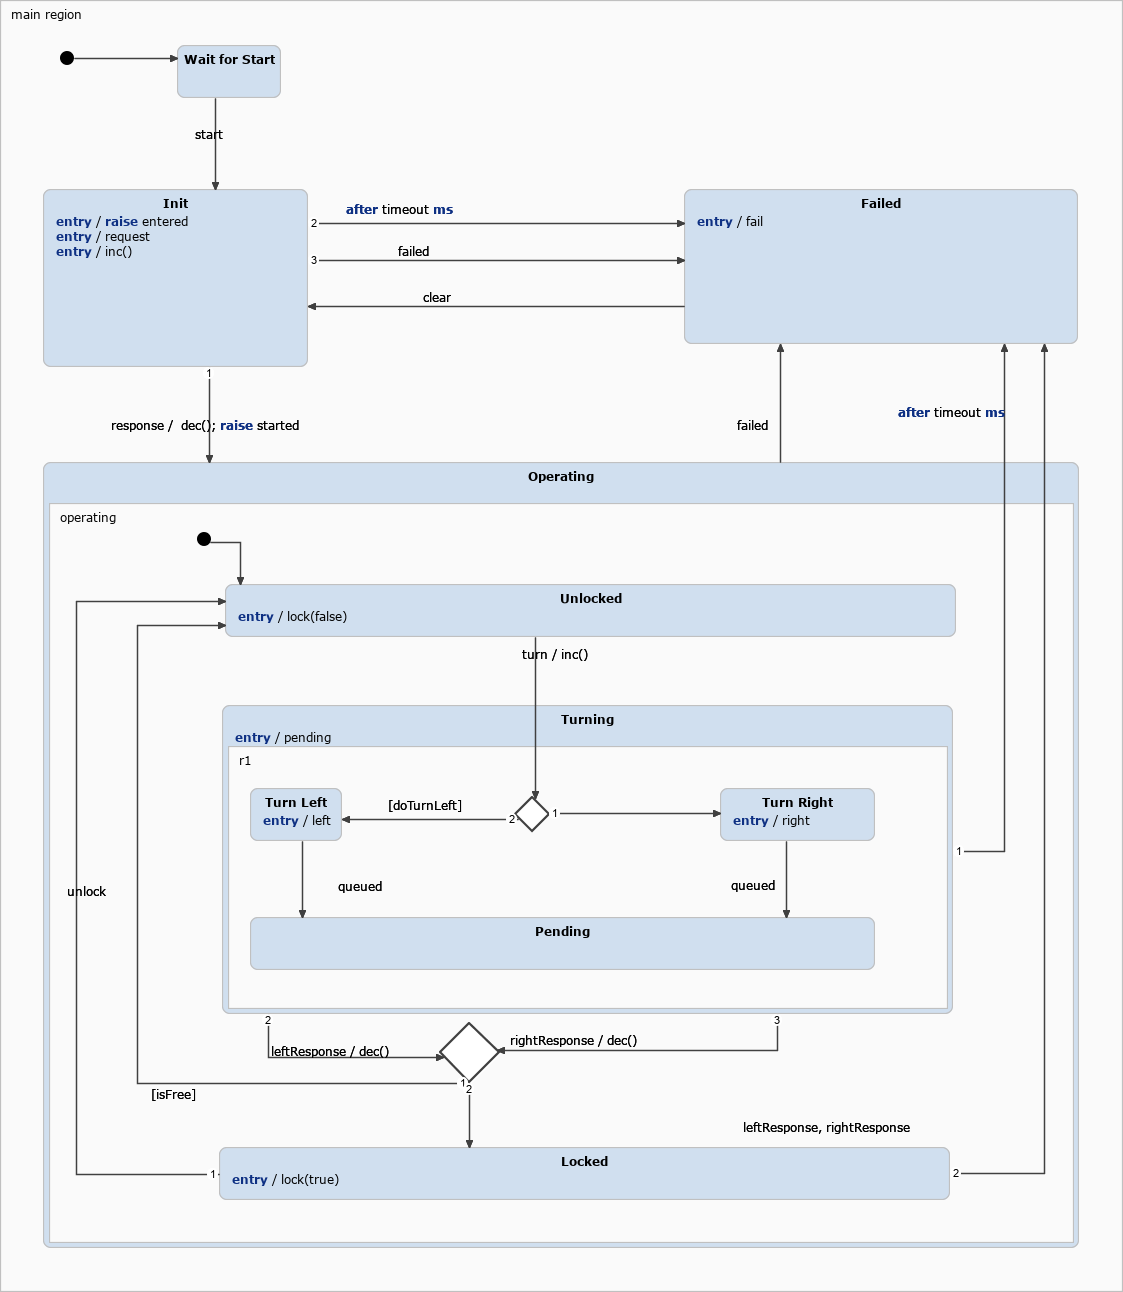 main region
Wait for Start
start
Init
entry / raise entered
entry / request
entry / inc()
2
after timeout ms
3
failed
clear
Failed
entry / fail
1
response /  dec(); raise started
failed
after timeout ms
Operating
operating
Unlocked
entry / lock(false)
turn / inc()
Turning
entry / pending
r1
Turn Left
entry / left
[doTurnLeft]
2
1
Turn Right
entry / right
1
queued
queued
unlock
Pending
2
3
leftResponse / dec()
rightResponse / dec()
1
2
[isFree]
leftResponse, rightResponse
Locked
entry / lock(true)
1
2